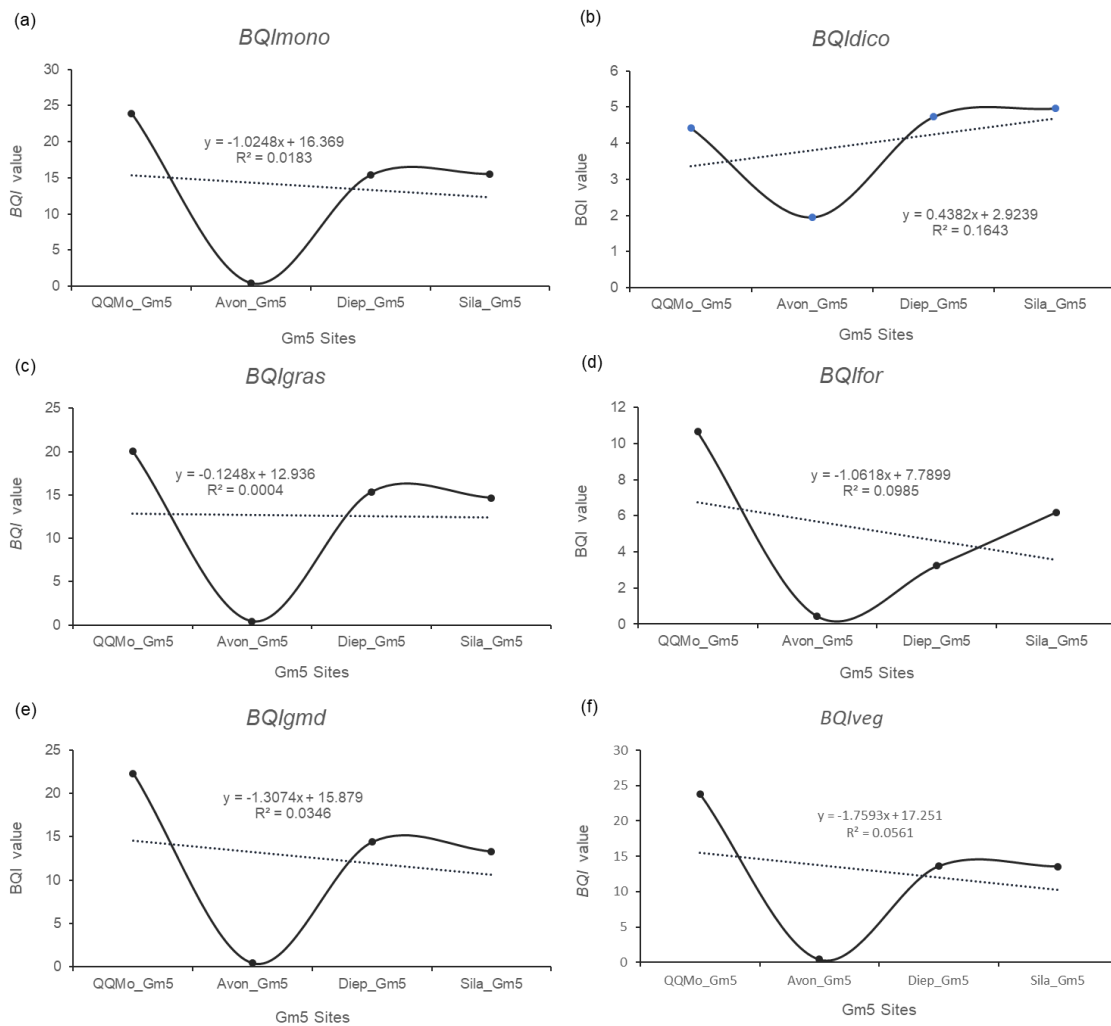 (a)
BQImono
30
25
20
15
10
5
0
BQI value
y = -1.0248x + 16.369
R² = 0.0183
QQMo_Gm5 Avon_Gm5 Diep_Gm5 Sila_Gm5
Gm5 Sites
(b)
BQIdico
6
5
4
3
2
1
0
BQI value
y = 0.4382x + 2.9239
R² = 0.1643
QQMo_Gm5 Avon_Gm5 Diep_Gm5 Sila_Gm5
Gm5 Sites
(c)
BQIgras
25
20
15
10
5
0
BQI value
y = -0.1248x + 12.936
R² = 0.0004
QQMo_Gm5 Avon_Gm5 Diep_Gm5 Sila_Gm5
Gm5 Sites
(d)
BQIfor
12
10
8
6
4
2
0
BQI value
y = -1.0618x + 7.7899
R² = 0.0985
QQMo_Gm5 Avon_Gm5 Diep_Gm5 Sila_Gm5
Gm5 Sites
(e)
BQIgmd
25
20
15
10
5
0
BQI value
y = -1.3074x + 15.879
R² = 0.0346
QQMo_Gm5 Avon_Gm5 Diep_Gm5 Sila_Gm5
Gm5 Sites
(f)
BQIveg
30
25
20
15
10
5
0
BQI value
y = -1.7593x + 17.251
R² = 0.0561
QQMo_Gm5 Avon_Gm5 Diep_Gm5 Sila_Gm5
Gm5 Sites